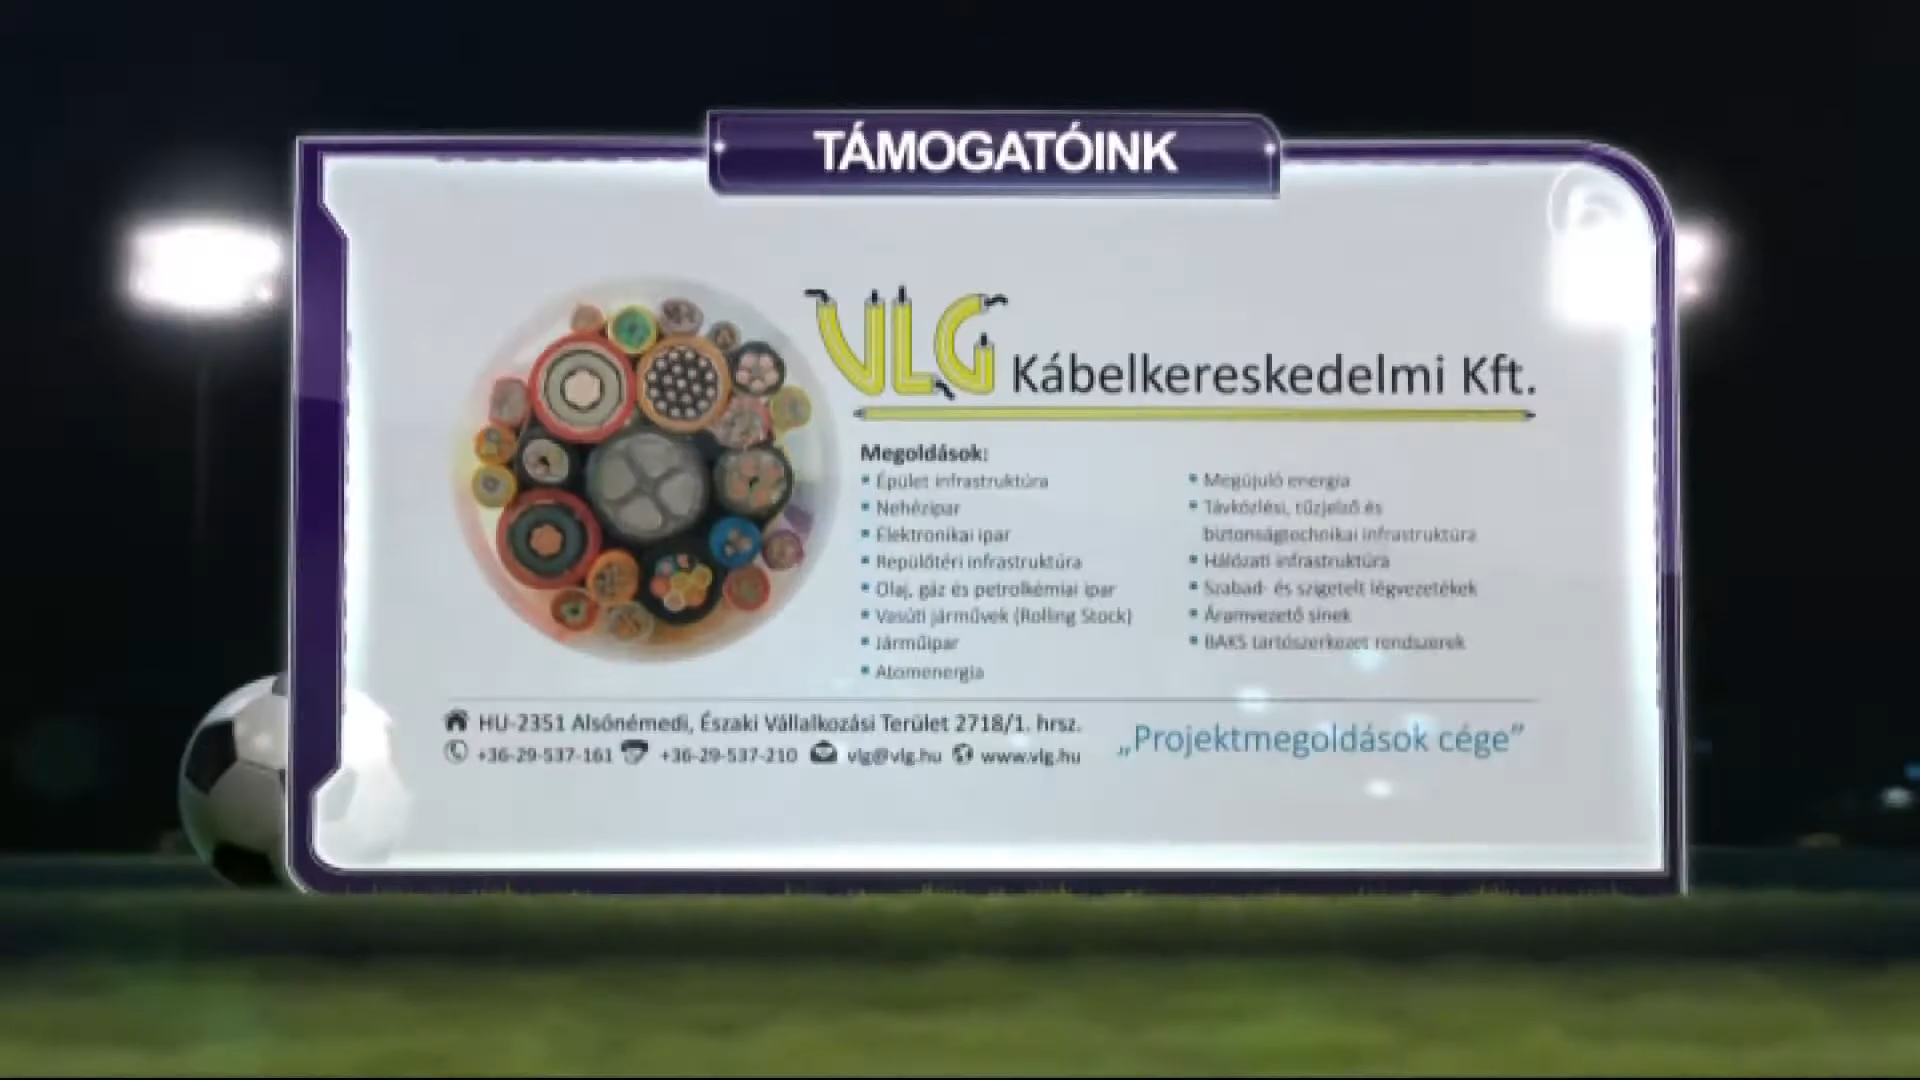 TÁMOGATÓINK
VLG Kábelkereskedelmi Kft.
Megoldások:
• Épület infrastruktúra
• Nehézipar
• Elektronikai ipar
• Repülőtéri infrastruktúra
• Olaj, gáz és petrolkémiai ipar
• Vasúti járművek (Rolling Stock)
• Járműipar
• Atomenergia
• Megújuló energia
• Távközlési, tűzjelző és
biztonságtechnikai infrastruktúra
• Hálózati infrastruktúra
• Szabad- és szigetelt légvezetékek
• Áramvezető sínek
• BAKS tartószerkezet rendszerek
HU-2351 Alsónémedi, Északi Vállalkozási Terület 2718/1. hrsz.
+36-29-537-161 +36-29-537-210 vlg@vlg.hu www.vlg.hu
„Projektmegoldások cége”